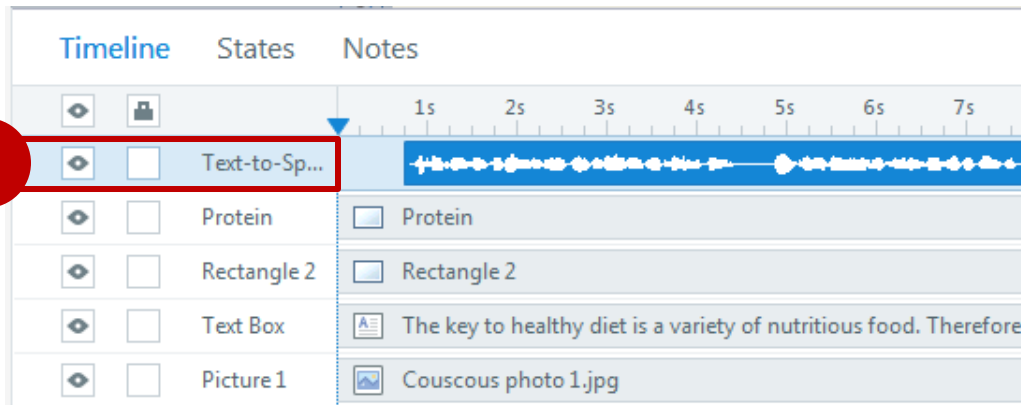 Timeline States Notes
1s 2s 3s 4s 5s 6s 7s
Text-to-Sp...
Protein Protein
Rectangle 2 Rectangle 2
Text Box The key to healthy diet is a variety of nutritious food. Therefore
Picture 1 Couscous photo 1.jpg